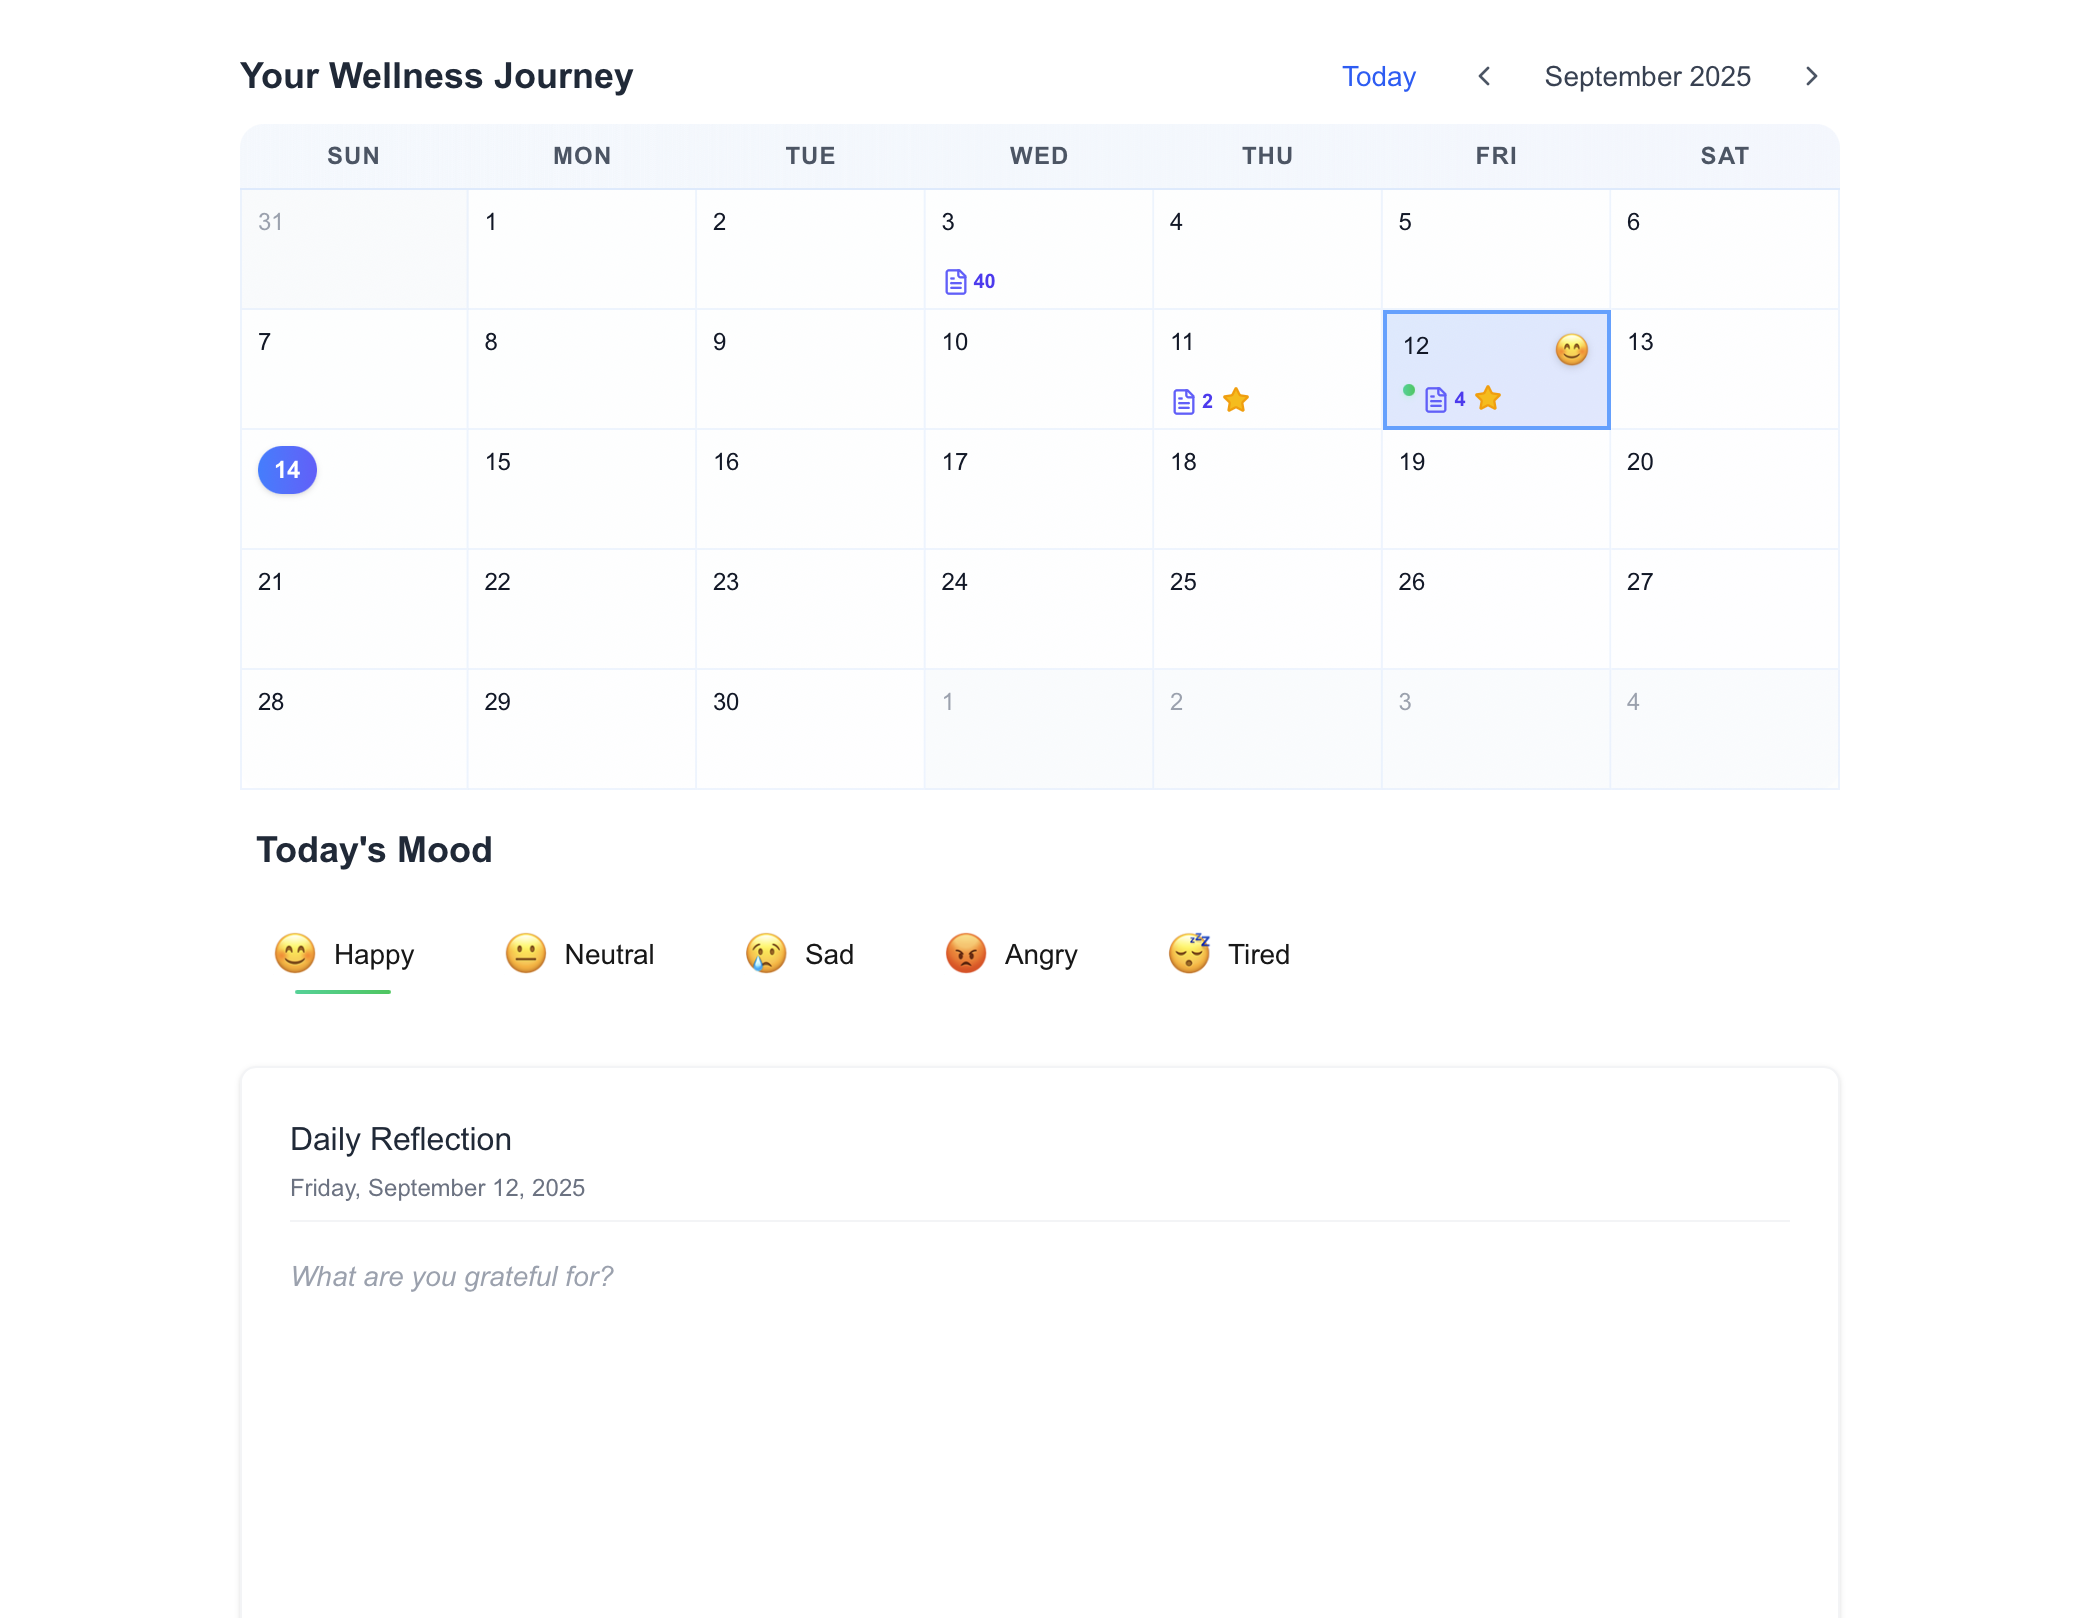 Your Wellness Journey Today September 2025
SUN MON TUE WED THU FRI SAT
31 1 2 3 4 5 6
40
7 8 9 10 11 12 13
2 4
14 15 16 17 18 19 20
21 22 23 24 25 26 27
28 29 30 1 2 3 4
Today's Mood
Happy Neutral Sad Angry Tired
Daily Reflection
Friday, September 12, 2025
What are you grateful for?